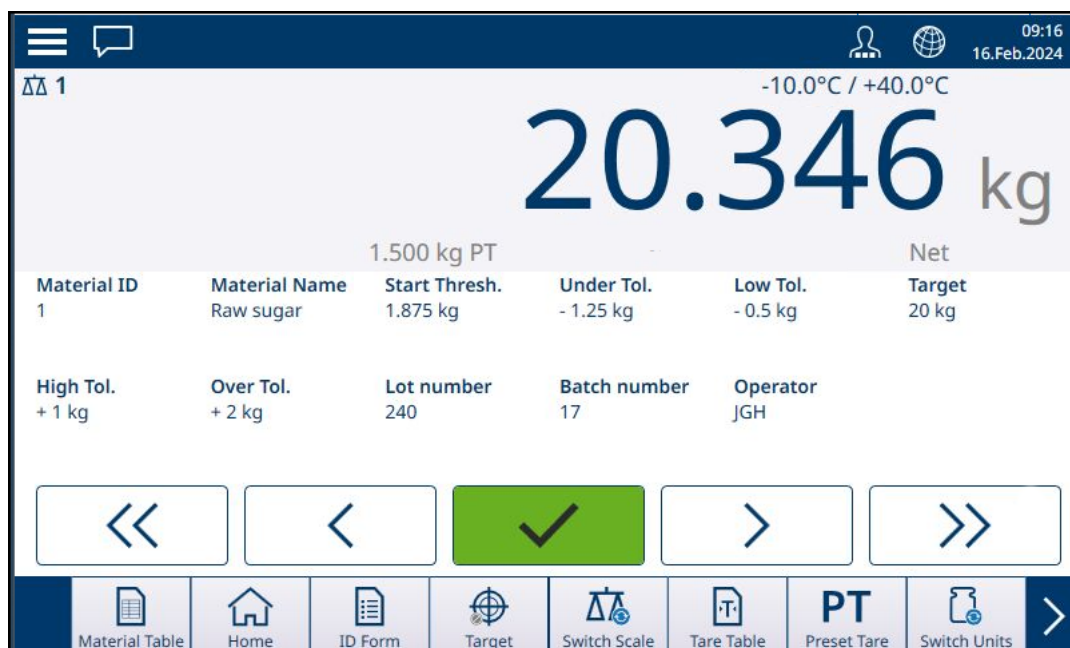 09:16
16.Feb.2024
1
-10.0°C / +40.0°C
20.346 kg
1.500 kg PT
Net
Material ID Material Name Start Thresh. Under Tol. Low Tol. Target
1 Raw sugar 1.875 kg - 1.25 kg - 0.5 kg 20 kg
High Tol. Over Tol. Lot number Batch number Operator
+ 1 kg + 2 kg 240 17 JGH
PT
Material Table Home ID Form Target Switch Scale Tare Table Preset Tare Switch Units